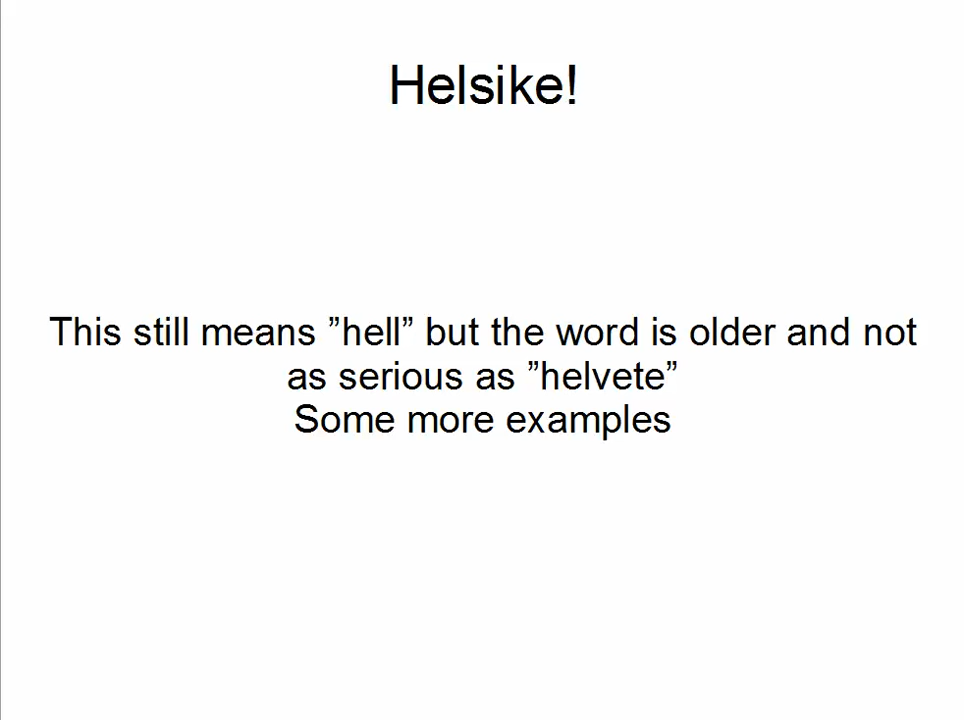 Helsike!
This still means ”hell” but the word is older and not
as serious as ”helvete”
Some more examples